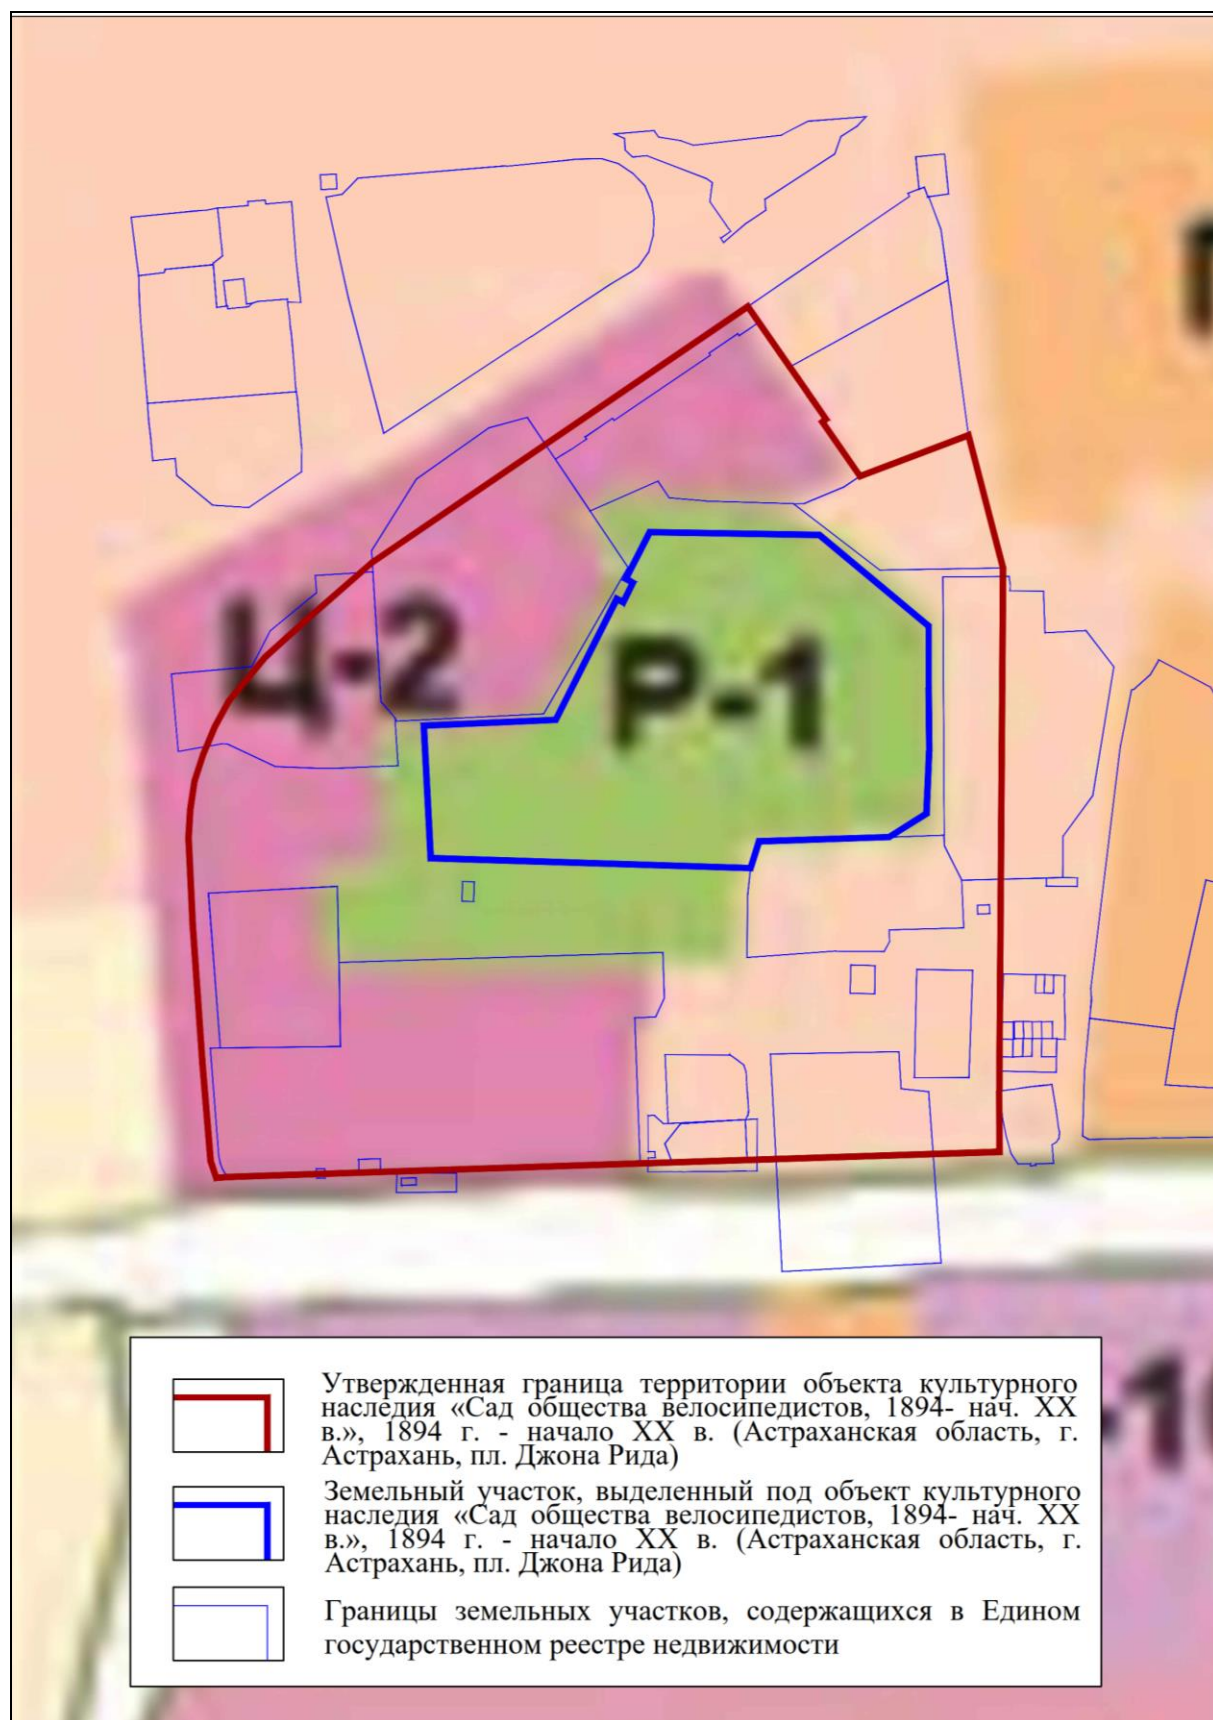 Ц-2
Р-1
Утвержденная граница территории объекта культурного
наследия «Сад общества велосипедистов, 1894- нач. XX
в.», 1894 г. - начало XX в. (Астраханская область, г.
Астрахань, пл. Джона Рида)
Земельный участок, выделенный под объект культурного
наследия «Сад общества велосипедистов, 1894- нач. XX
в.», 1894 г. - начало XX в. (Астраханская область, г.
Астрахань, пл. Джона Рида)
Границы земельных участков, содержащихся в Едином
государственном реестре недвижимости